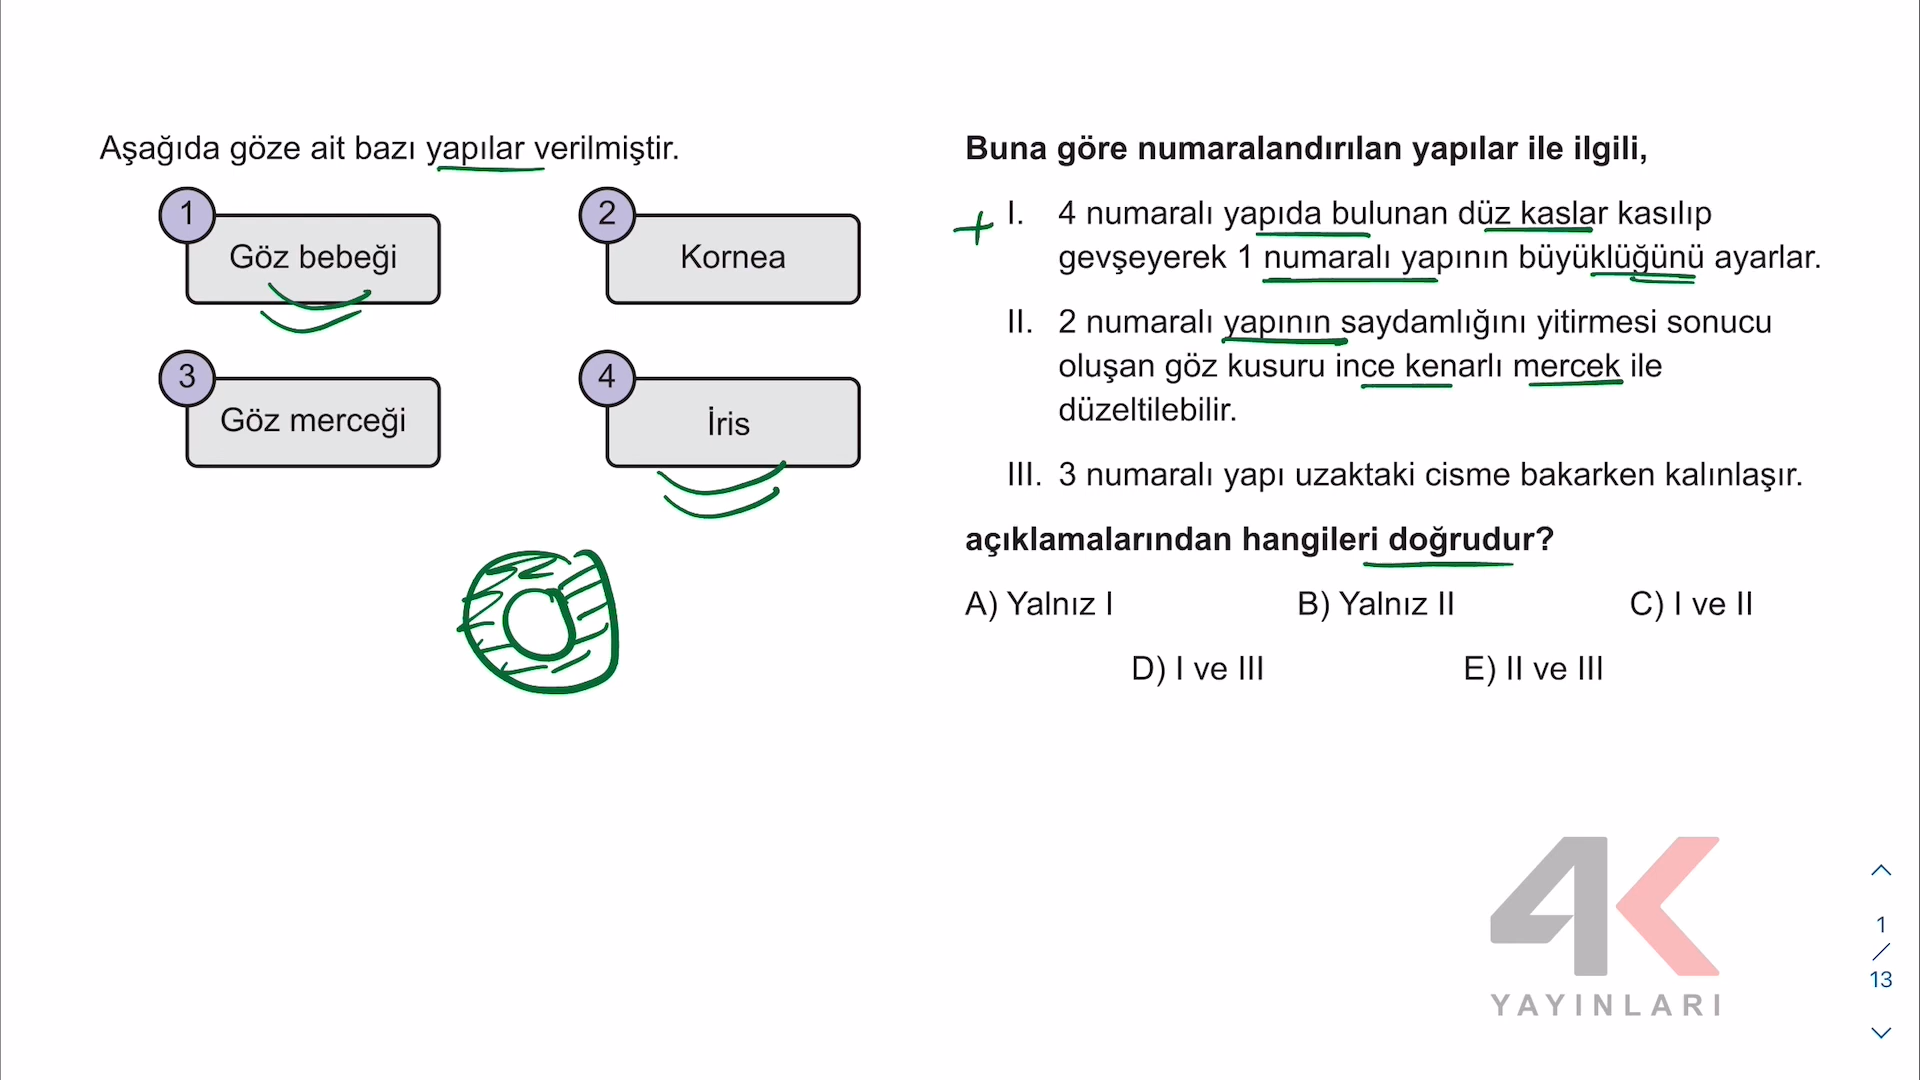 Aşağıda göze ait bazı yapılar verilmiştir.
1
Göz bebeği
2
Kornea
3
Göz merceği
4
İris
Buna göre numaralandırılan yapılar ile ilgili,
+ I. 4 numaralı yapıda bulunan düz kaslar kasılıp
gevşeyerek 1 numaralı yapının büyüklüğünü ayarlar.
II. 2 numaralı yapının saydamlığını yitirmesi sonucu
oluşan göz kusuru ince kenarlı mercek ile
düzeltilebilir.
III. 3 numaralı yapı uzaktaki cisme bakarken kalınlaşır.
açıklamalarından hangileri doğrudur?
A) Yalnız I B) Yalnız II C) I ve II
D) I ve III E) II ve III
4K
YAYINLARI
1
/
13